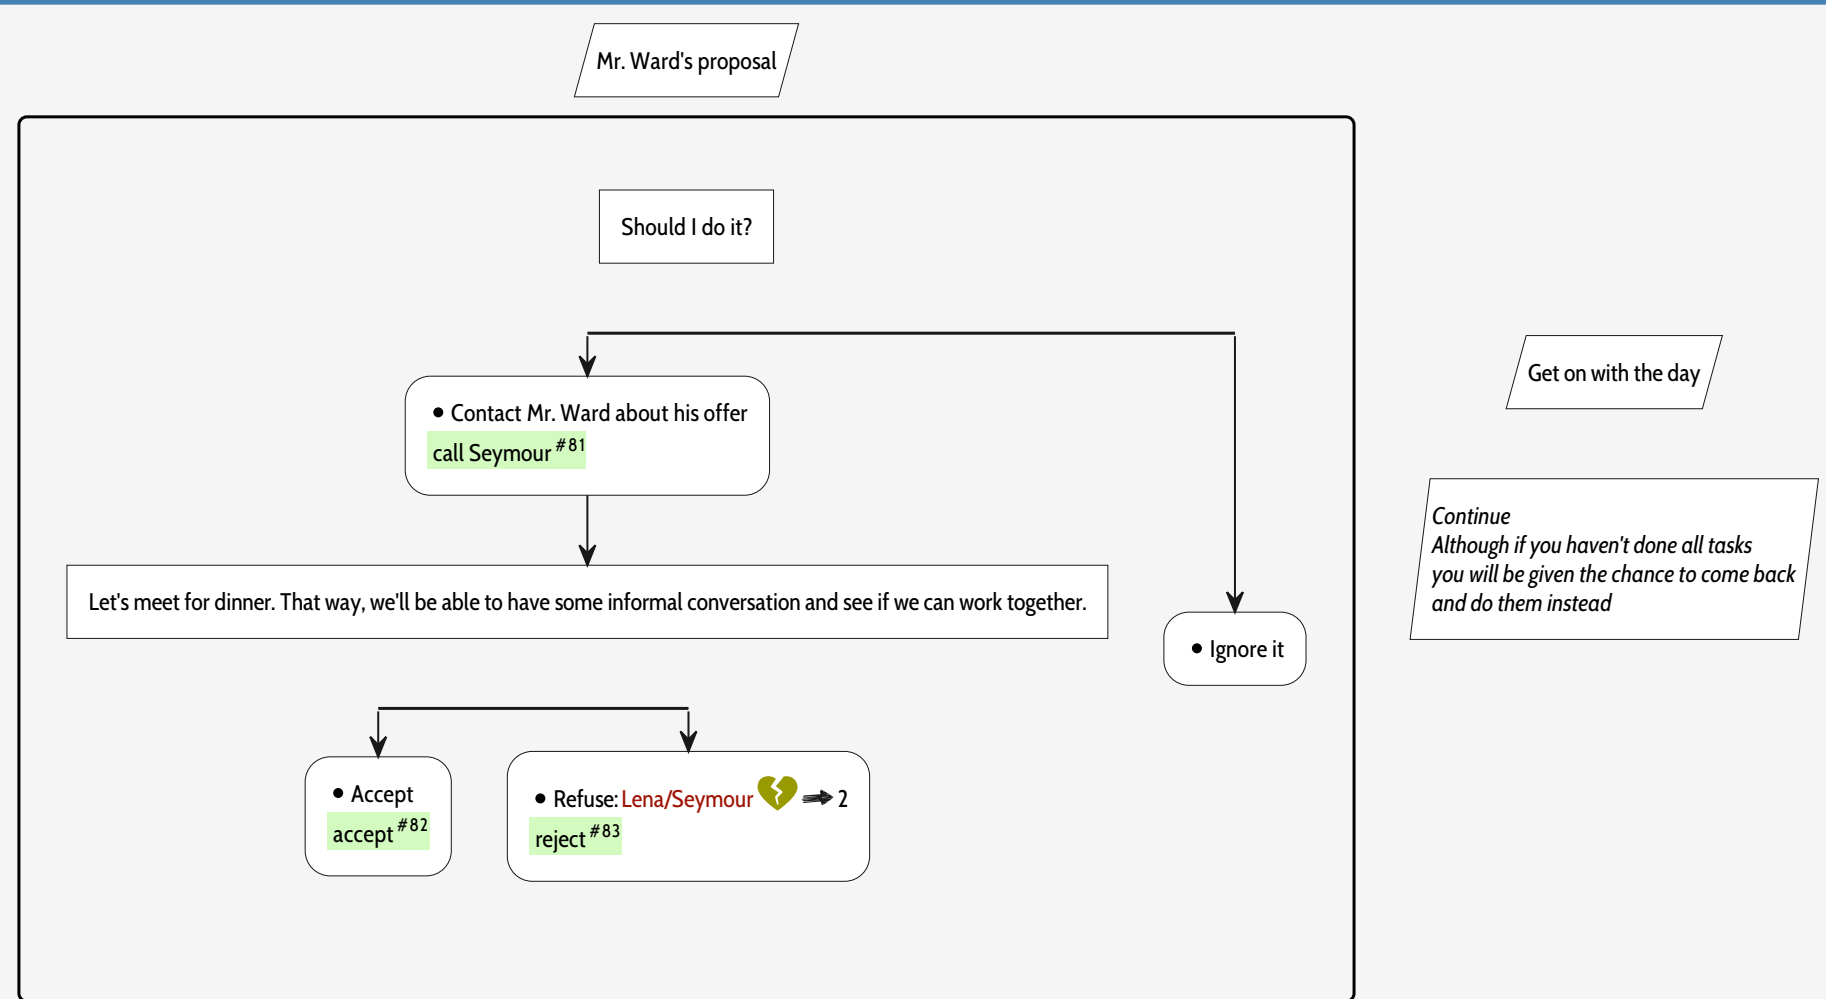 Mr. Ward's proposal
Should I do it?
• Contact Mr. Ward about his offer
call Seymour #81
Let's meet for dinner. That way, we'll be able to have some informal conversation and see if we can work together.
• Ignore it
• Accept
accept #82
• Refuse: Lena/Seymour 2
reject #83
Get on with the day
Continue
Although if you haven't done all tasks
you will be given the chance to come back
and do them instead